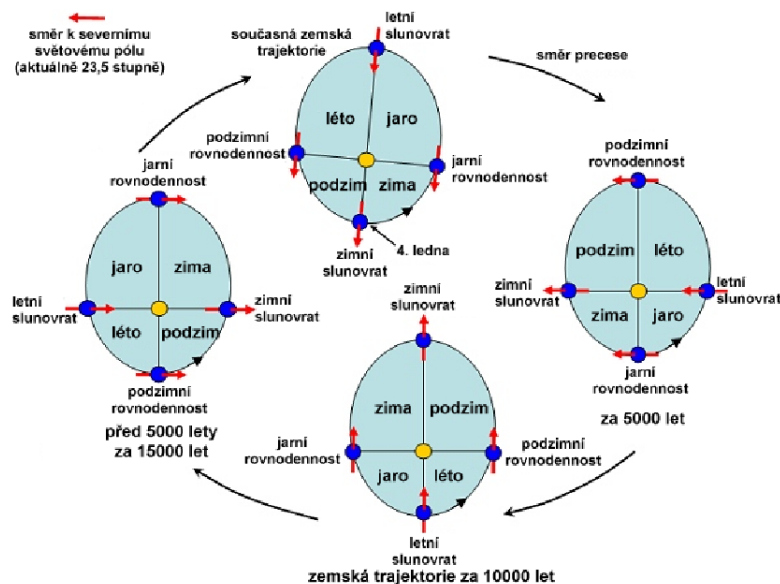 směr k severnímu
světovému pólu
(aktuálně 23,5 stupně)
současná zemská
trajektorie
letní
slunovrat
směr precese
léto
jaro
podzimní
rovnodennost
jarní
rovnodennost
podzim
zima
zimní
slunovrat
4. ledna
jarní
rovnodennost
jaro
zima
letní
slunovrat
zimní
slunovrat
léto
podzim
podzimní
rovnodennost
před 5000 lety
za 15000 let
podzimní
rovnodennost
podzim
léto
zimní
slunovrat
letní
slunovrat
zima
jaro
jarní
rovnodennost
za 5000 let
zimní
slunovrat
zima
podzim
jarní
rovnodennost
podzimní
rovnodennost
jaro
léto
letní
slunovrat
zemská trajektorie za 10000 let